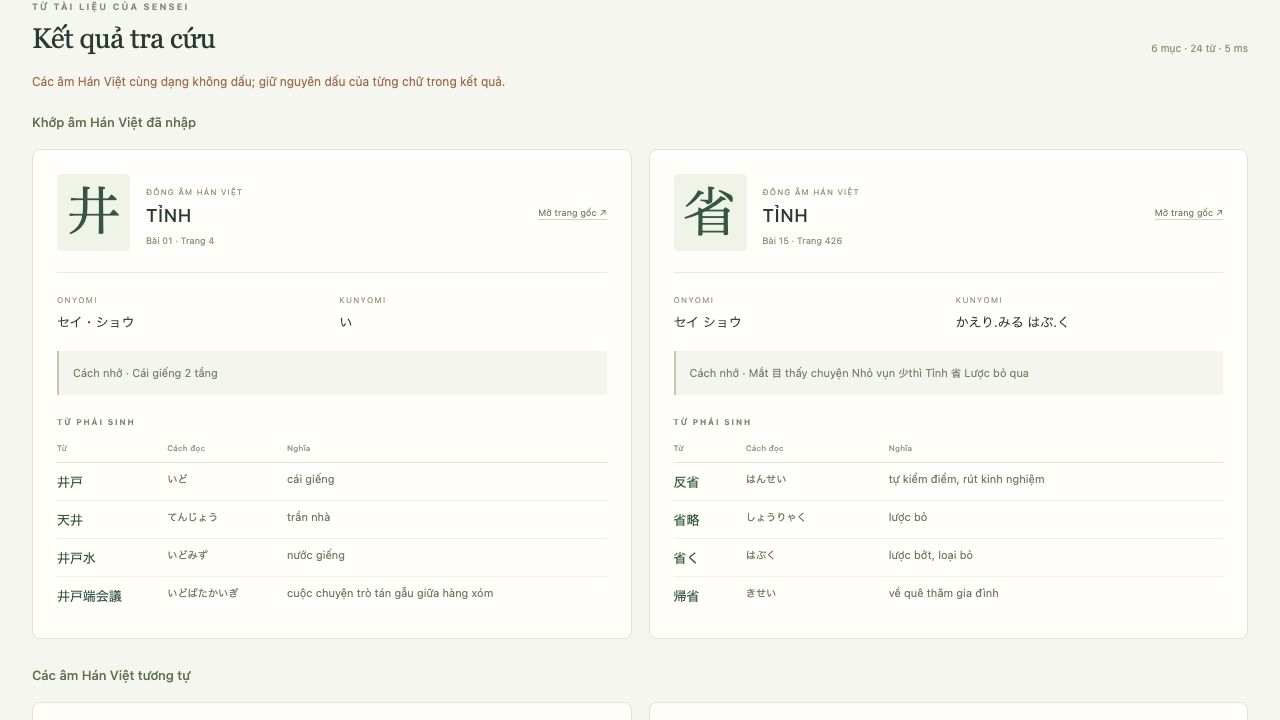 TỪ TÀI LIỆU CỦA SENSEI
Kết quả tra cứu
6 mục · 24 từ · 5 ms
Các âm Hán Việt cùng dạng không dấu; giữ nguyên dấu của từng chữ trong kết quả.
Khớp âm Hán Việt đã nhập
井
ĐỒNG ÂM HÁN VIỆT
TỈNH
Bài 01 · Trang 4
Mở trang gốc ↗
ONYOMI
KUNYOMI
セイ・ショウ
い
Cách nhớ · Cái giếng 2 tầng
TỪ PHÁI SINH
Từ
Cách đọc
Nghĩa
井戸 いど cái giếng
天井 てんじょう trần nhà
井戸水 いどみず nước giếng
井戸端会議 いどばたかいぎ cuộc chuyện trò tán gẫu giữa hàng xóm
省
ĐỒNG ÂM HÁN VIỆT
TỈNH
Bài 15 · Trang 426
Mở trang gốc ↗
ONYOMI
KUNYOMI
セイ ショウ
かえり.みる はぶ.く
Cách nhớ · Mắt 目 thấy chuyện Nhỏ vụn 少thì Tỉnh 省 Lược bỏ qua
TỪ PHÁI SINH
Từ
Cách đọc
Nghĩa
反省 はんせい tự kiểm điểm, rút kinh nghiệm
省略 しょうりゃく lược bỏ
省く はぶく lược bớt, loại bỏ
帰省 きせい về quê thăm gia đình
Các âm Hán Việt tương tự